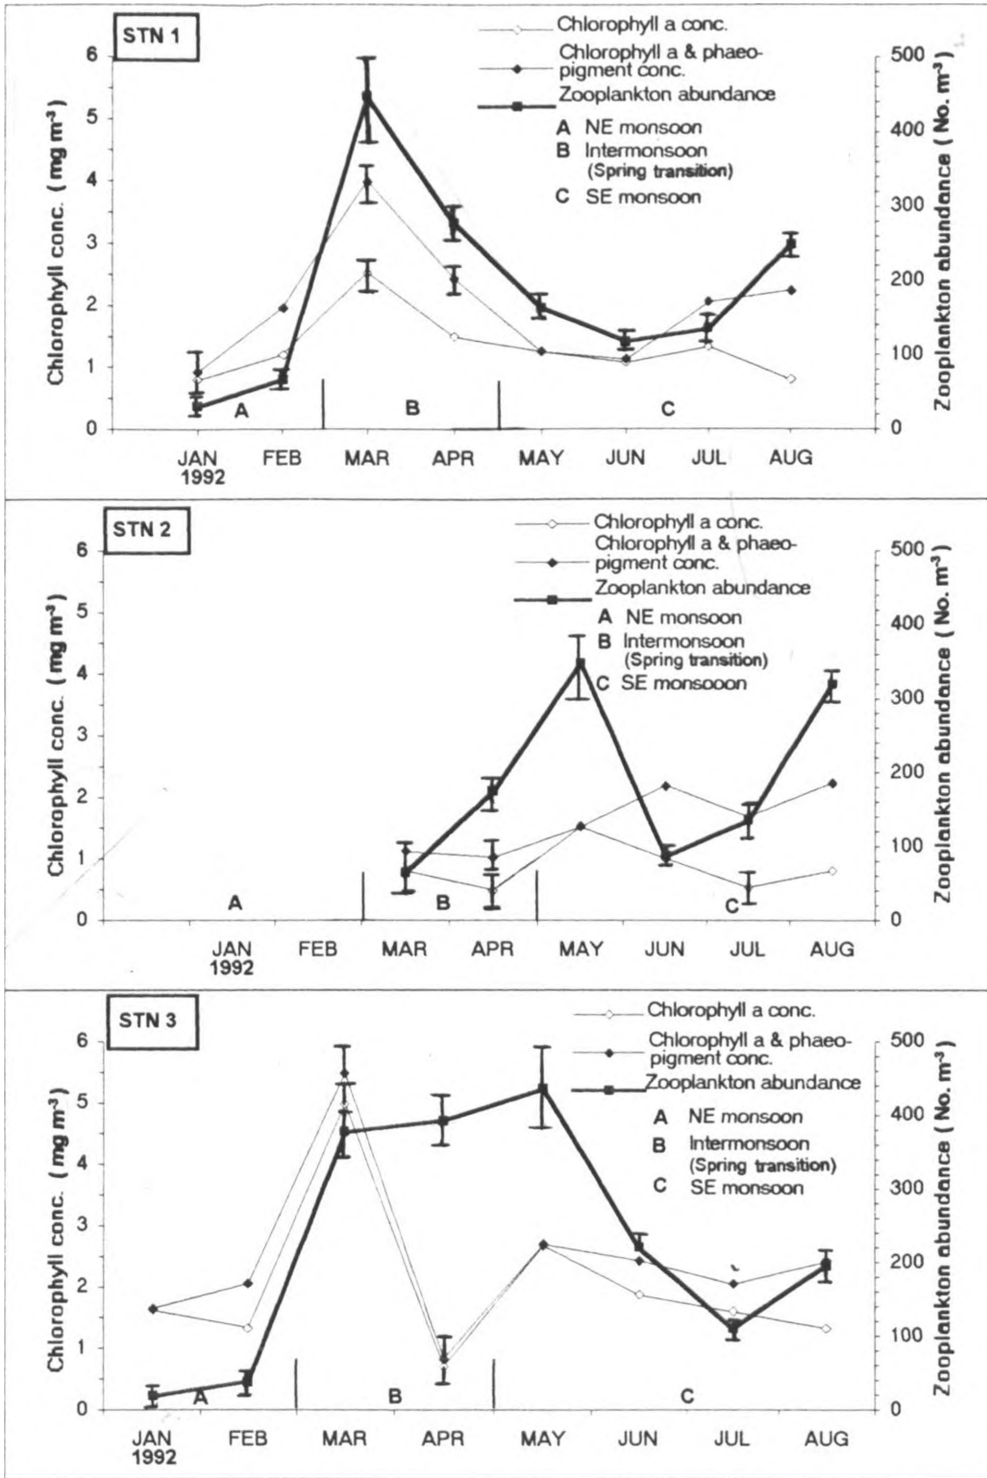 STN 1
Chlorophyll a conc.
Chlorophyll a & phaeo-
pigment conc.
Zooplankton abundance
A NE monsoon
B Intermonsoon
(Spring transition)
C SE monsoon
Chlorophyll conc. ( mg m⁻³ )
6
5
4
3
2
1
0
500
400
300
200
100
0
Zooplankton abundance ( No. m⁻³ )
A
B
C
JAN FEB MAR APR MAY JUN JUL AUG
1992
STN 2
Chlorophyll a conc.
Chlorophyll a & phaeo-
pigment conc.
Zooplankton abundance
A NE monsoon
B Intermonsoon
(Spring transition)
C SE monsooon
Chlorophyll conc. ( mg m⁻³ )
6
5
4
3
2
1
0
500
400
300
200
100
0
Zooplankton abundance ( No. m⁻³ )
A
B
C
JAN FEB MAR APR MAY JUN JUL AUG
1992
STN 3
Chlorophyll a conc.
Chlorophyll a & phaeo-
pigment conc.
Zooplankton abundance
A NE monsoon
B Intermonsoon
(Spring transition)
C SE monsoon
Chlorophyll conc. ( mg m⁻³ )
6
5
4
3
2
1
0
500
400
300
200
100
0
Zooplankton abundance ( No. m⁻³ )
A
B
C
JAN FEB MAR APR MAY JUN JUL AUG
1992